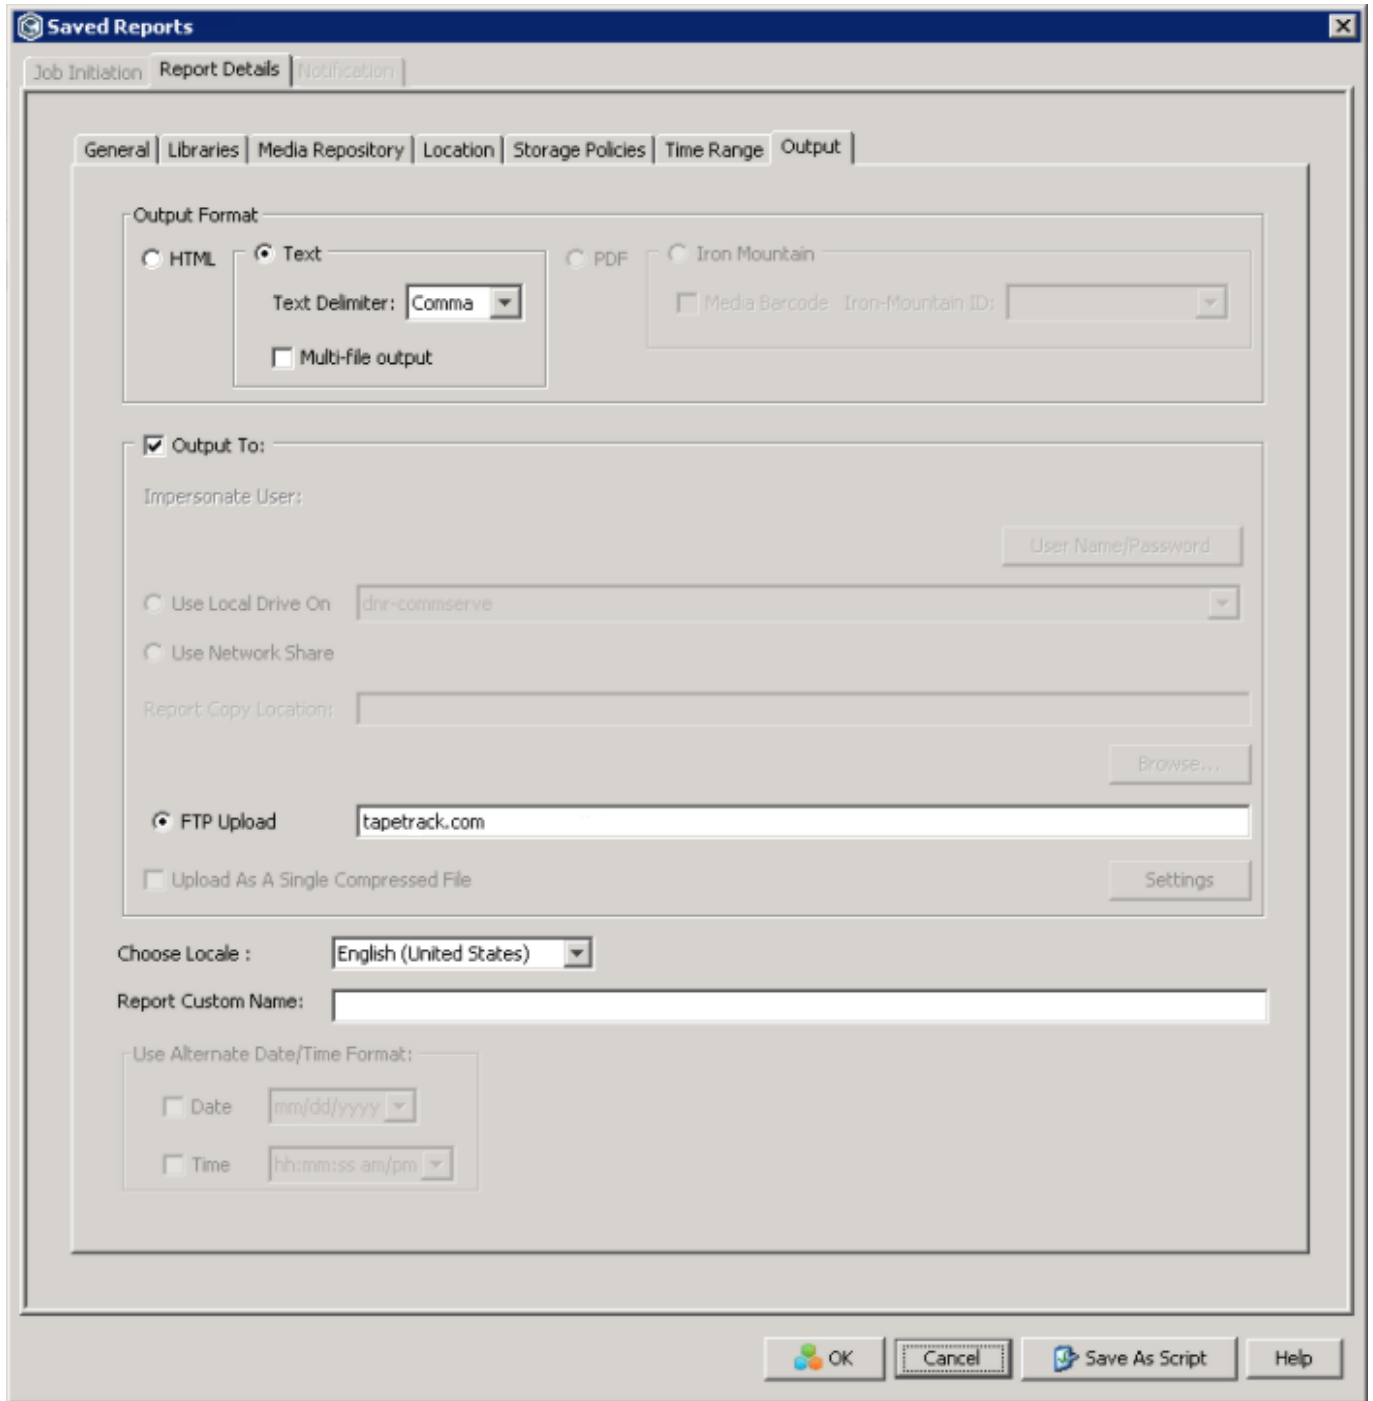 Saved Reports
Job Initiation Report Details Notification
General Libraries Media Repository Location Storage Policies Time Range Output
Output Format
HTML Text PDF Iron Mountain
Text Delimiter: Comma Media Barcode Iron-Mountain ID:
Multi-file output
Output To:
Impersonate User:
User Name/Password
Use Local Drive On dnr-commserve
Use Network Share
Report Copy Location:
Browse...
FTP Upload tapetrack.com
Upload As A Single Compressed File Settings
Choose Locale : English (United States)
Report Custom Name:
Use Alternate Date/Time Format:
Date mm/dd/yyyy
Time hh:mm:ss am/pm
OK Cancel Save As Script Help